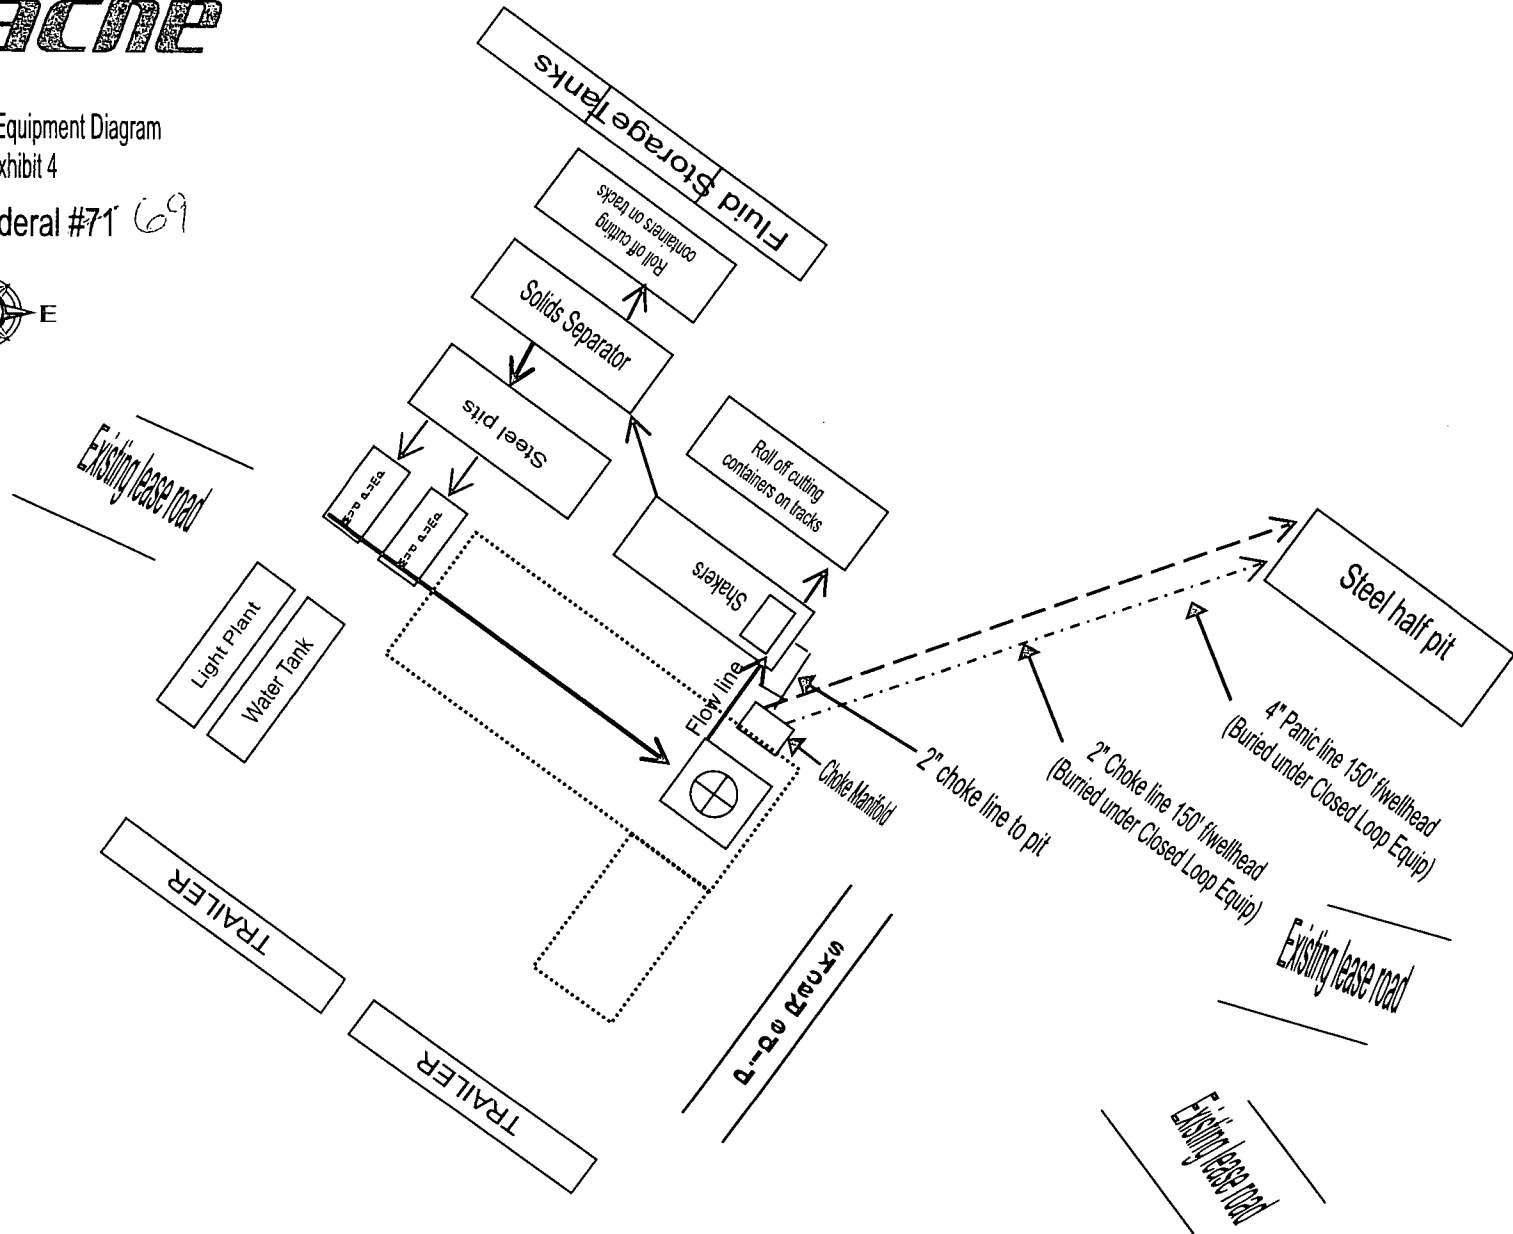 Equipment Diagram
xhibit 4
deral #71 69
E
Fluid Storage Tanks
Roll off cutting
containers on tracks
Solids Separator
Steel pits
Existing lease road
Roll off cutting
containers on tracks
Shakers
Steel half pit
Light Plant
Water Tank
Flow line
Choke Manifold
2" choke line to pit
2" Choke line 150' f/wellhead
(Burried under Closed Loop Equip)
4" Panic line 150' f/wellhead
(Buried under Closed Loop Equip)
TRAILER
TRAILER
Pipe Racks
Existing lease road
Existing lease road